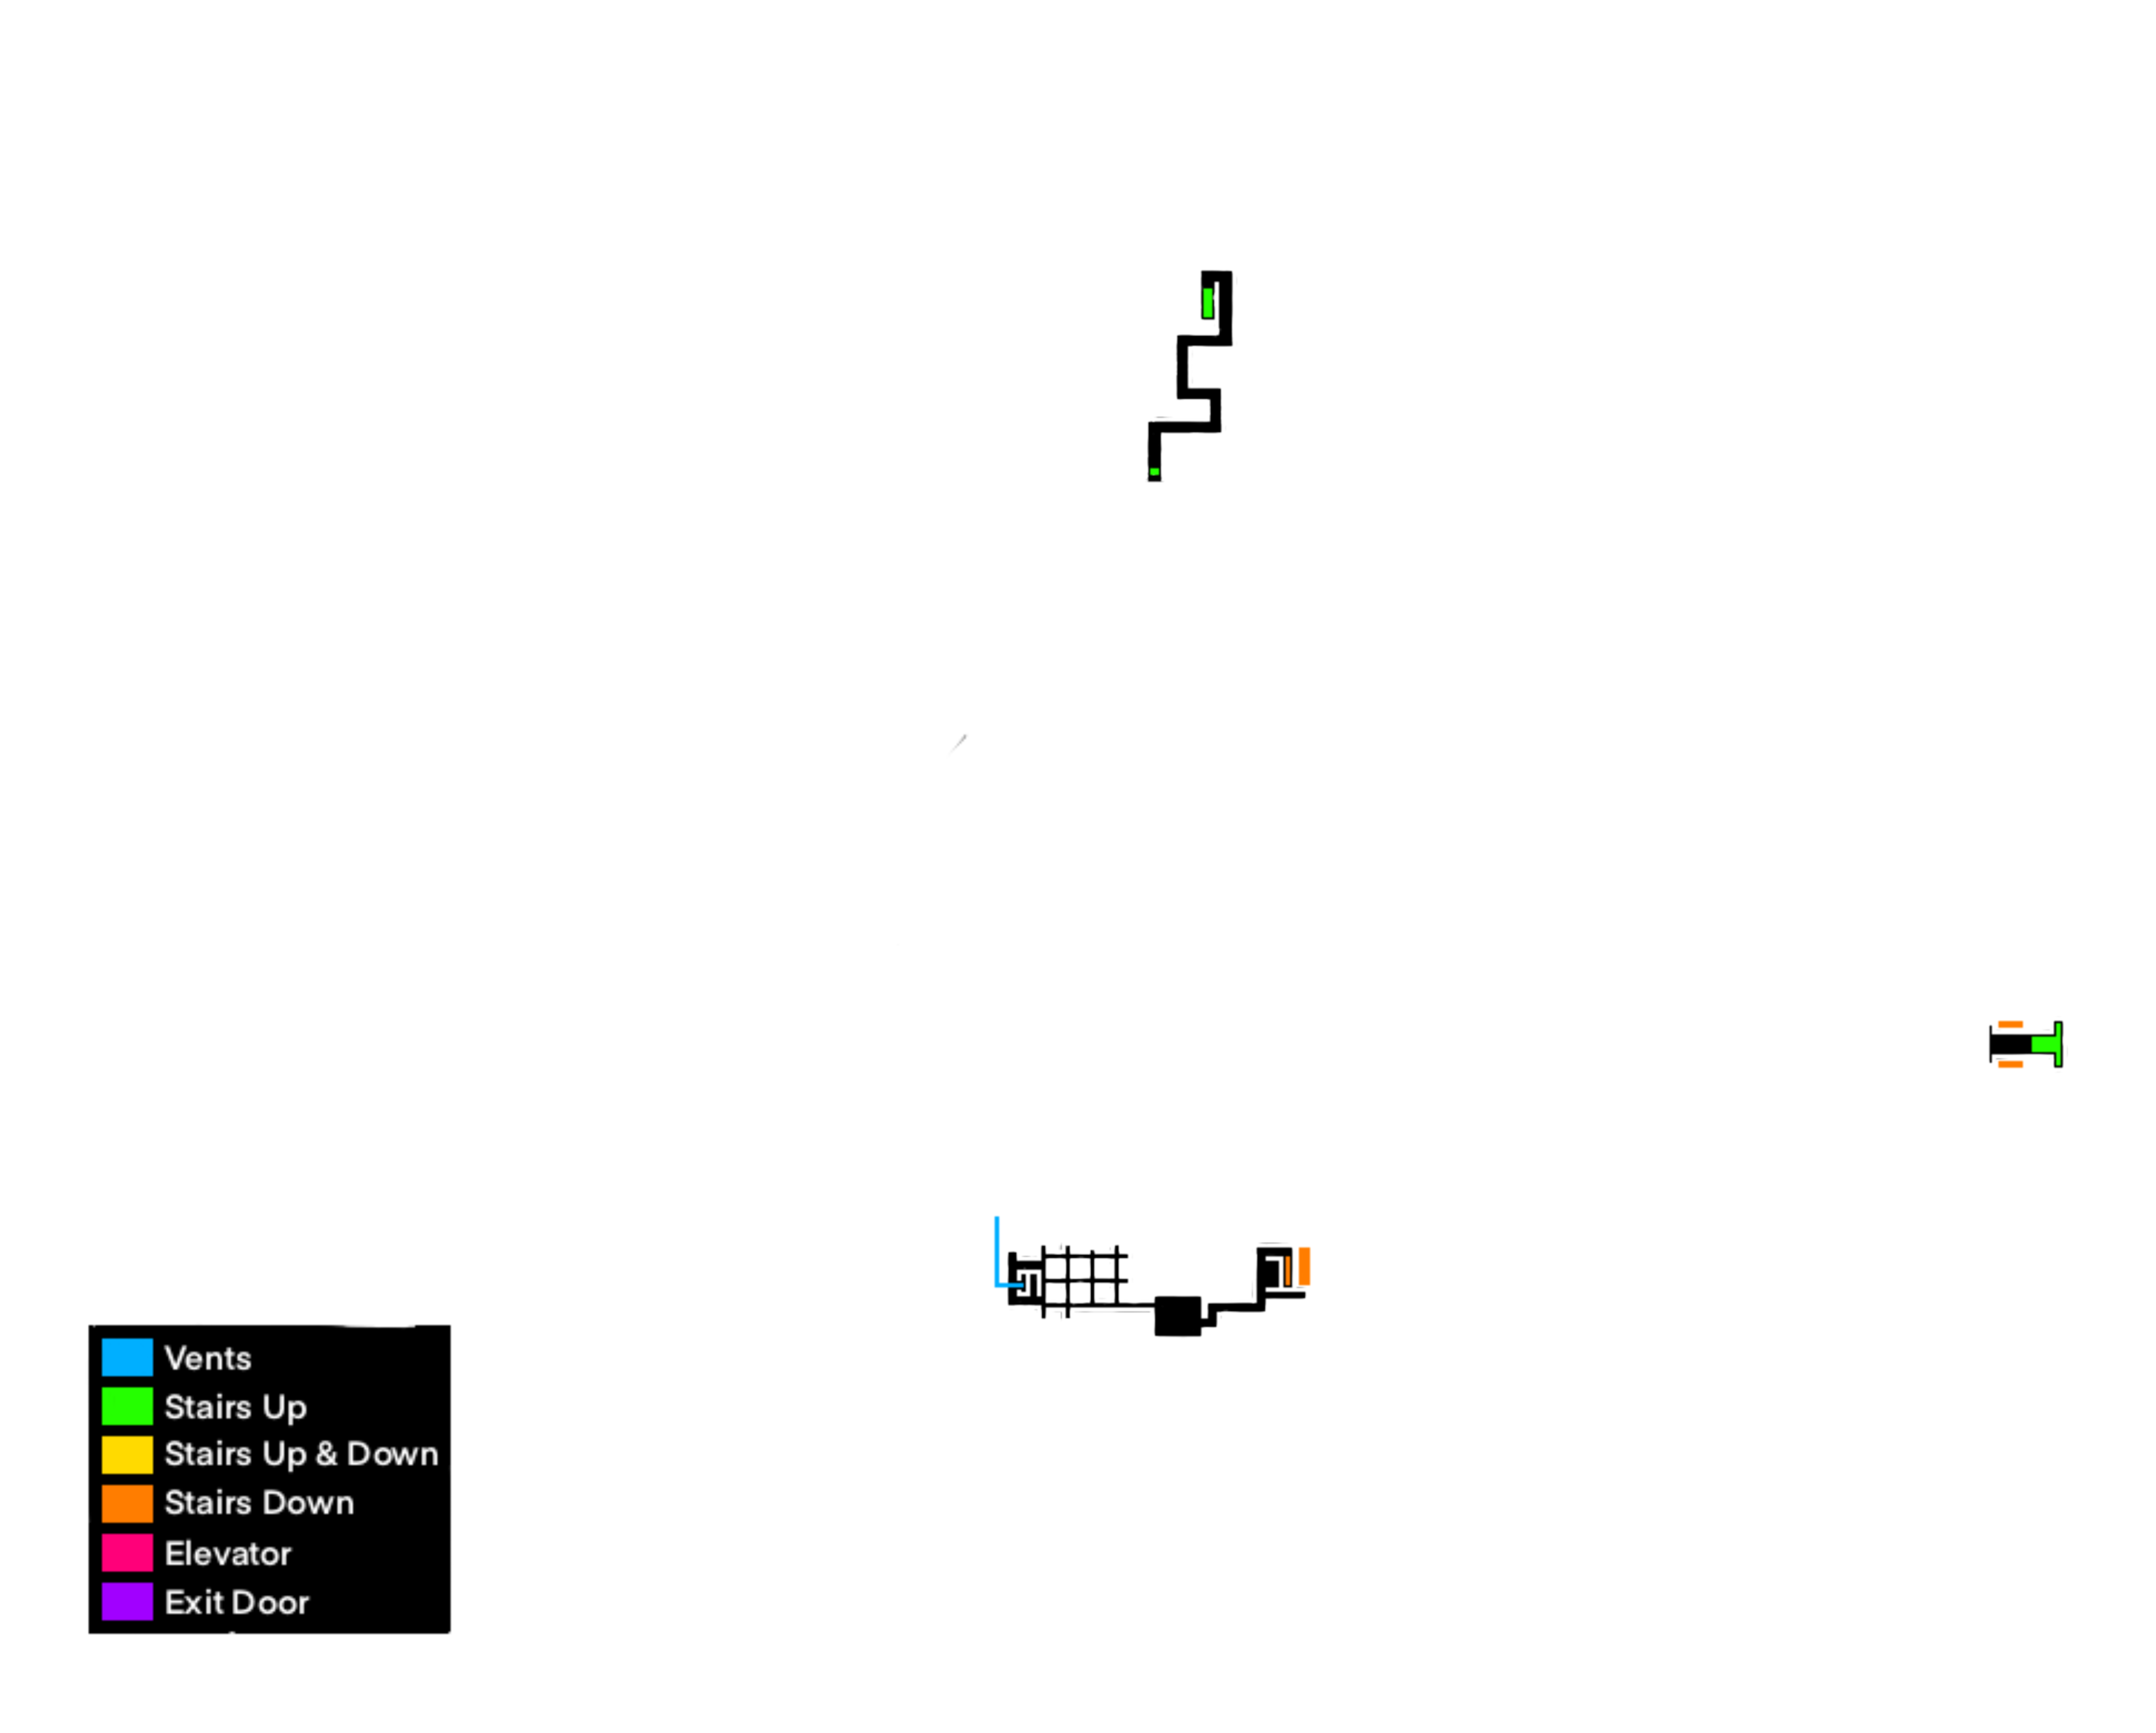 Vents
Stairs Up
Stairs Up & Down
Stairs Down
Elevator
Exit Door